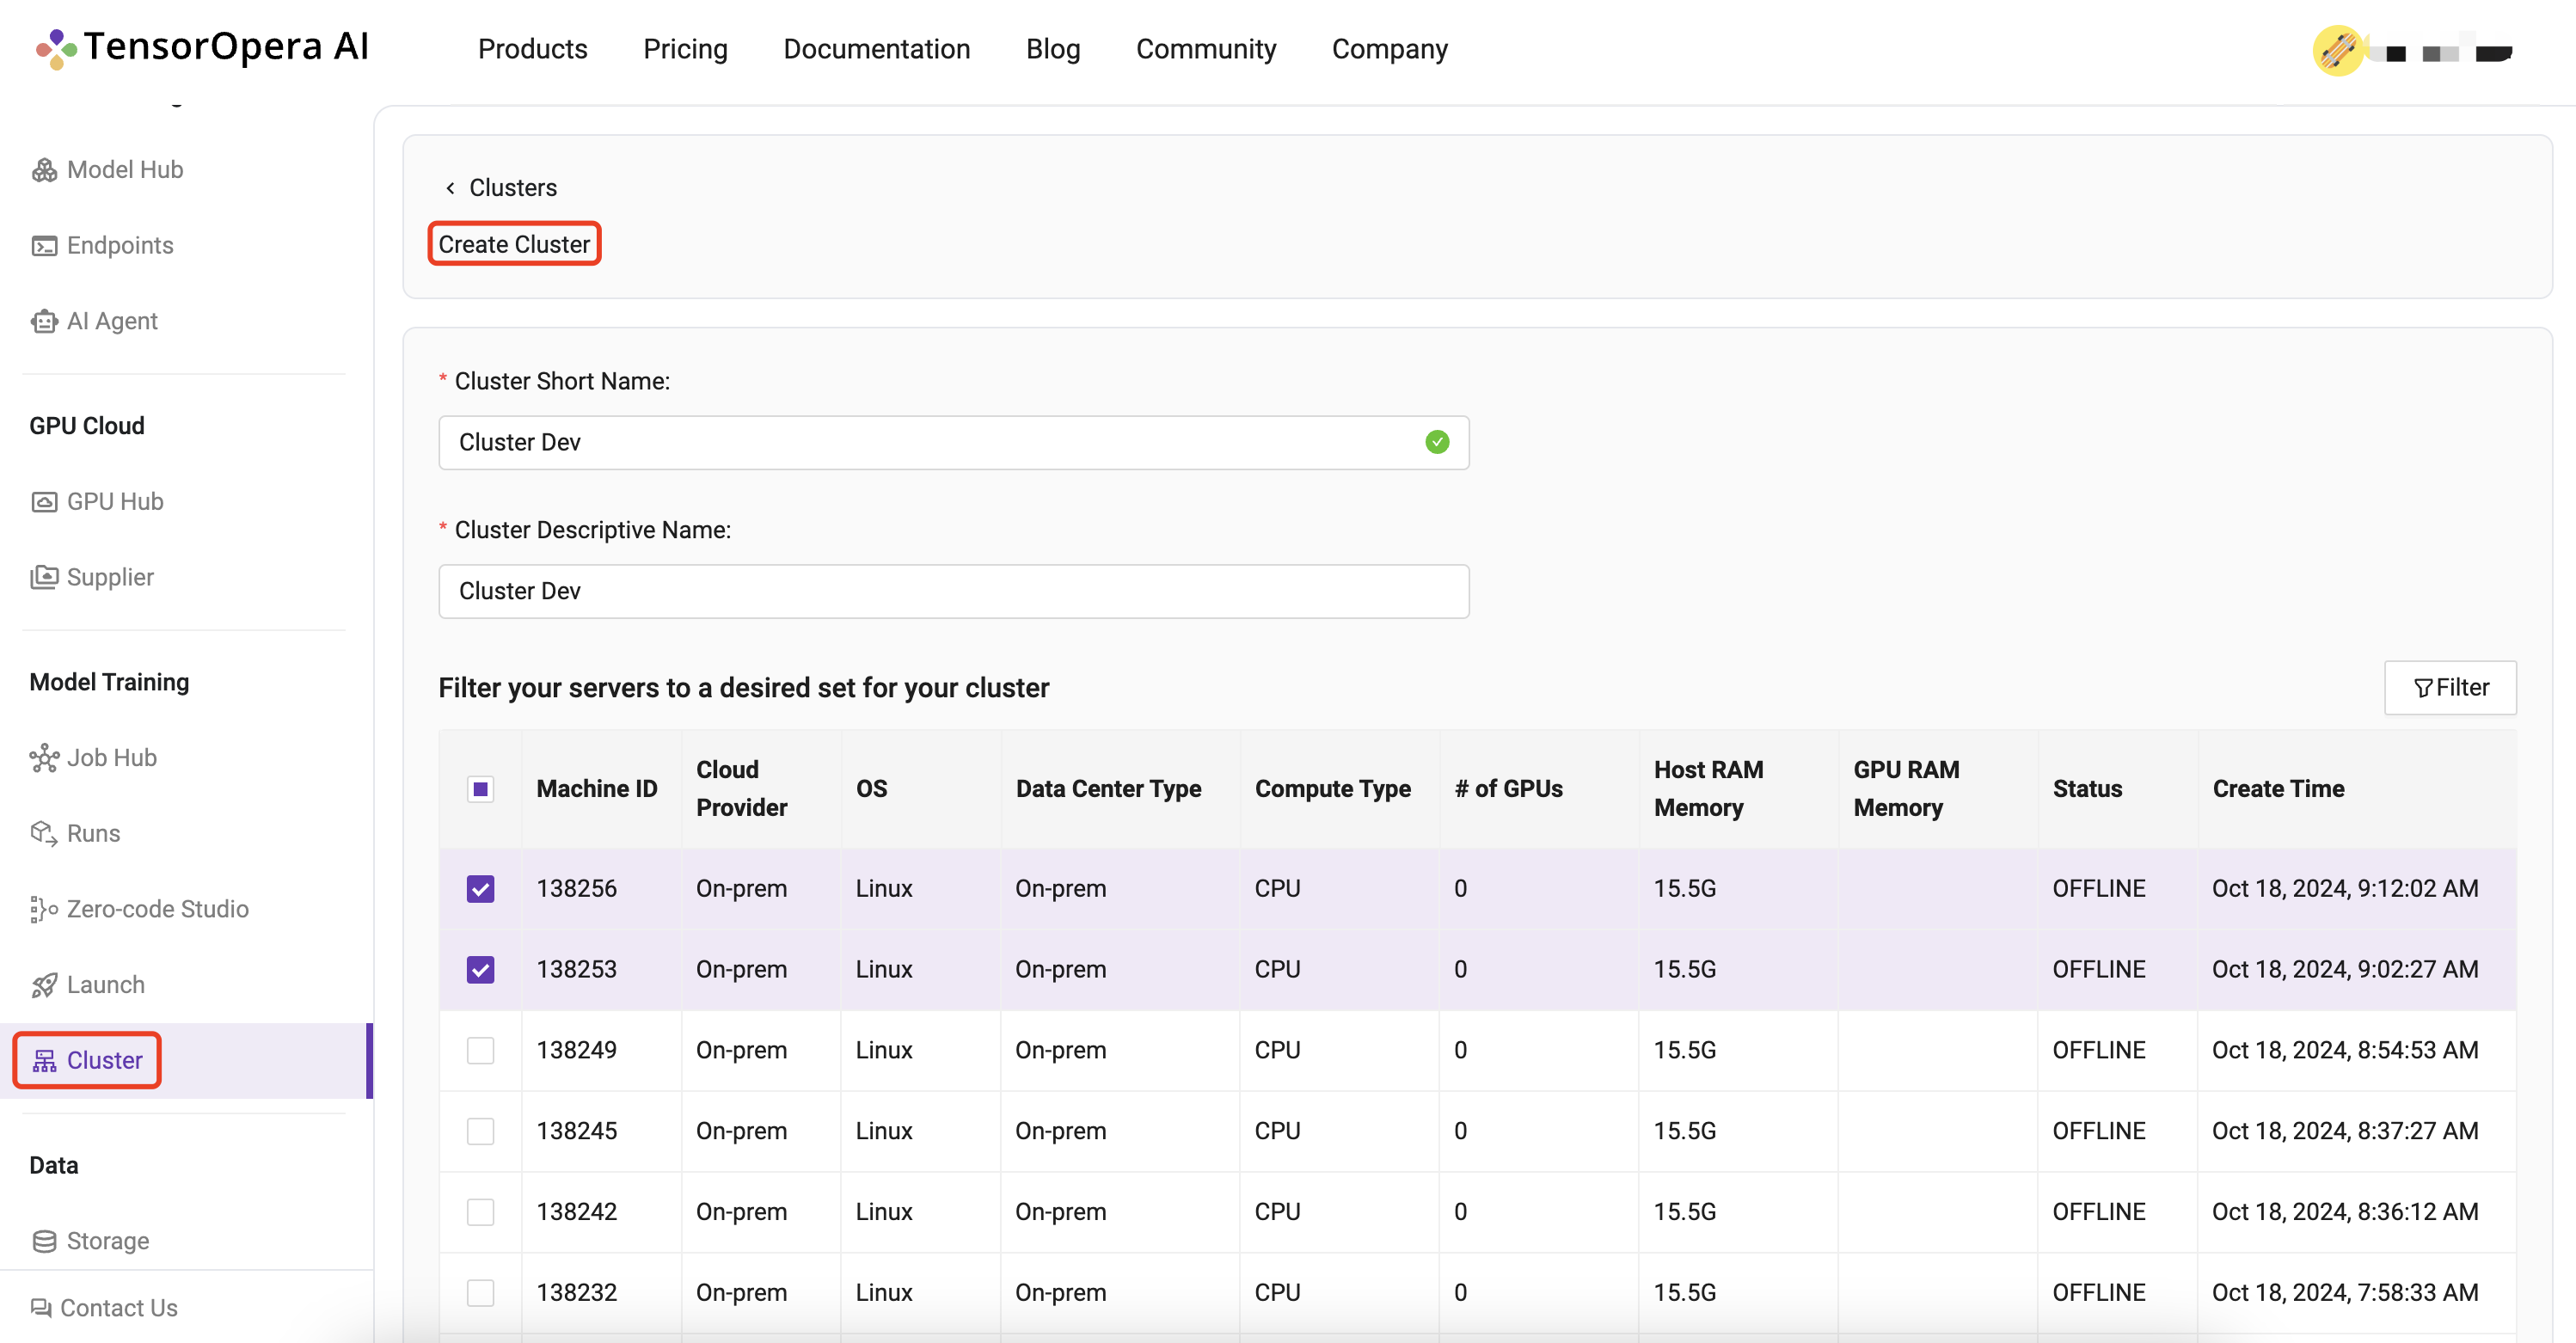 TensorOpera AI
Products Pricing Documentation Blog Community Company
Model Hub
Endpoints
AI Agent
GPU Cloud
GPU Hub
Supplier
Model Training
Job Hub
Runs
Zero-code Studio
Launch
Cluster
Data
Storage
Contact Us
Clusters
Create Cluster
* Cluster Short Name:
Cluster Dev
* Cluster Descriptive Name:
Cluster Dev
Filter your servers to a desired set for your cluster
Filter
Machine ID Cloud Provider OS Data Center Type Compute Type # of GPUs Host RAM Memory GPU RAM Memory Status Create Time
138256 On-prem Linux On-prem CPU 0 15.5G OFFLINE Oct 18, 2024, 9:12:02 AM
138253 On-prem Linux On-prem CPU 0 15.5G OFFLINE Oct 18, 2024, 9:02:27 AM
138249 On-prem Linux On-prem CPU 0 15.5G OFFLINE Oct 18, 2024, 8:54:53 AM
138245 On-prem Linux On-prem CPU 0 15.5G OFFLINE Oct 18, 2024, 8:37:27 AM
138242 On-prem Linux On-prem CPU 0 15.5G OFFLINE Oct 18, 2024, 8:36:12 AM
138232 On-prem Linux On-prem CPU 0 15.5G OFFLINE Oct 18, 2024, 7:58:33 AM